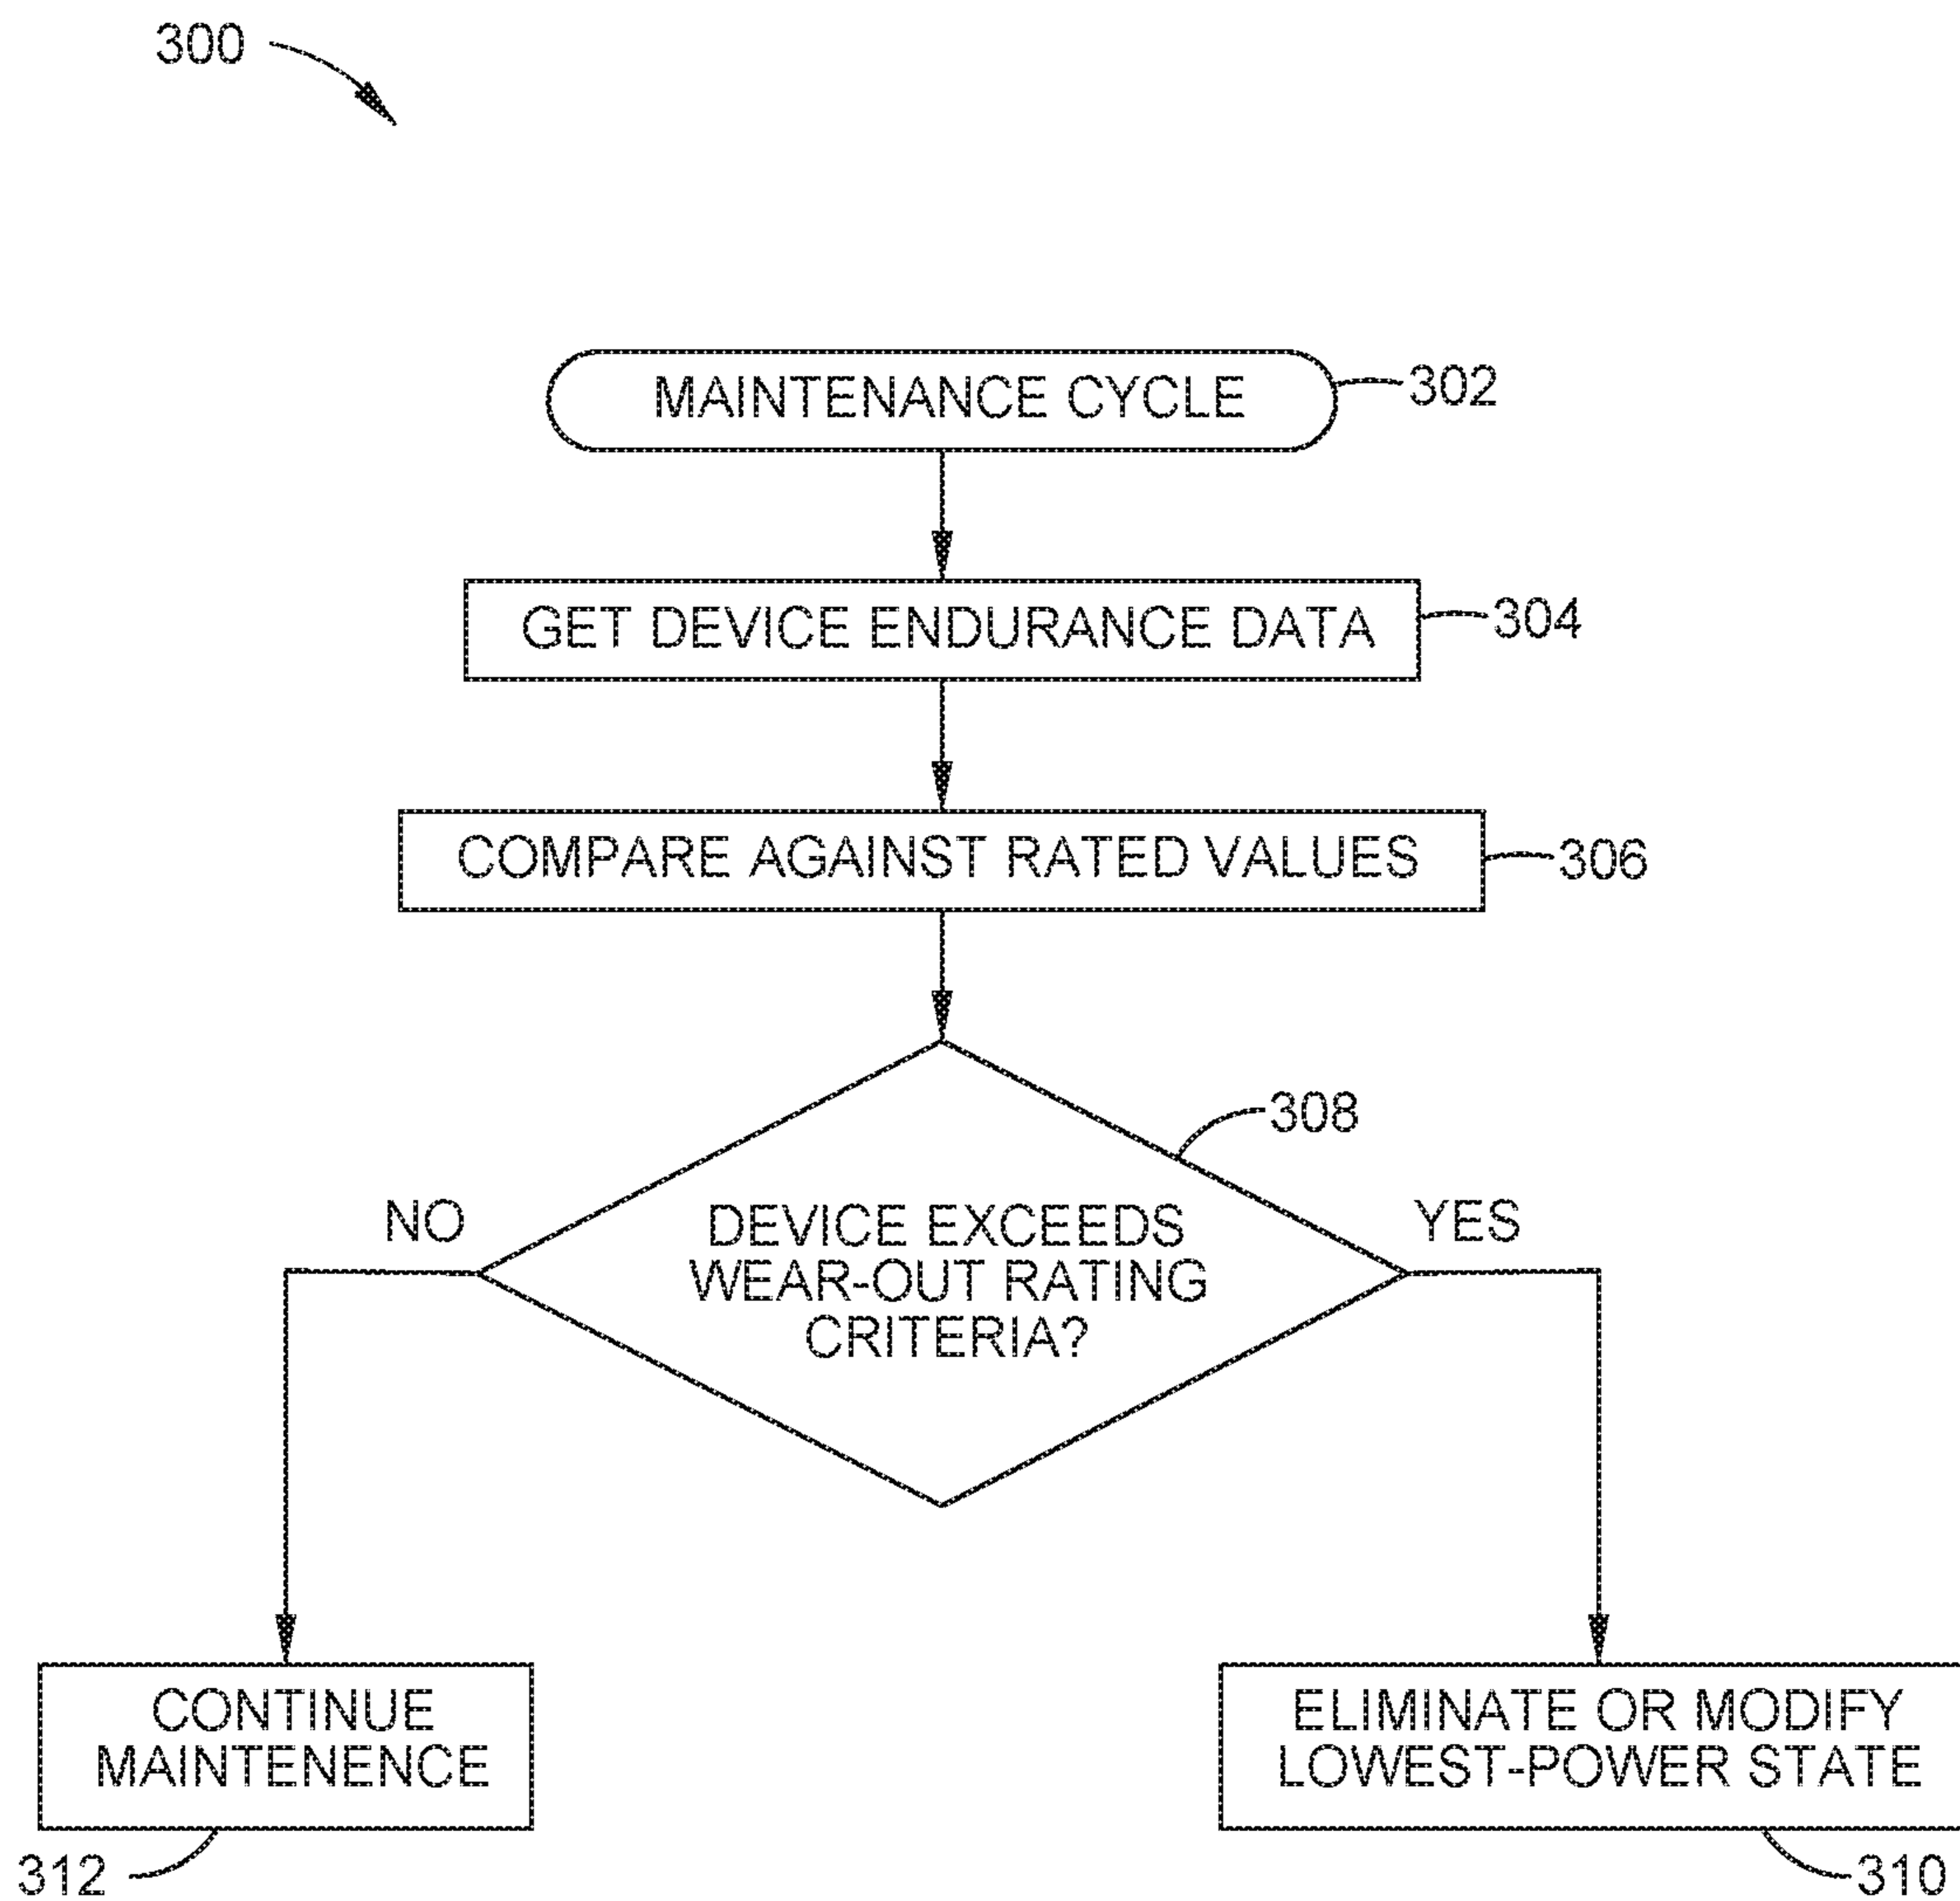 300
MAINTENANCE CYCLE
302
GET DEVICE ENDURANCE DATA
304
COMPARE AGAINST RATED VALUES
306
308
NO
YES
DEVICE EXCEEDS
WEAR-OUT RATING
CRITERIA?
CONTINUE
MAINTENENCE
ELIMINATE OR MODIFY
LOWEST-POWER STATE
312
310